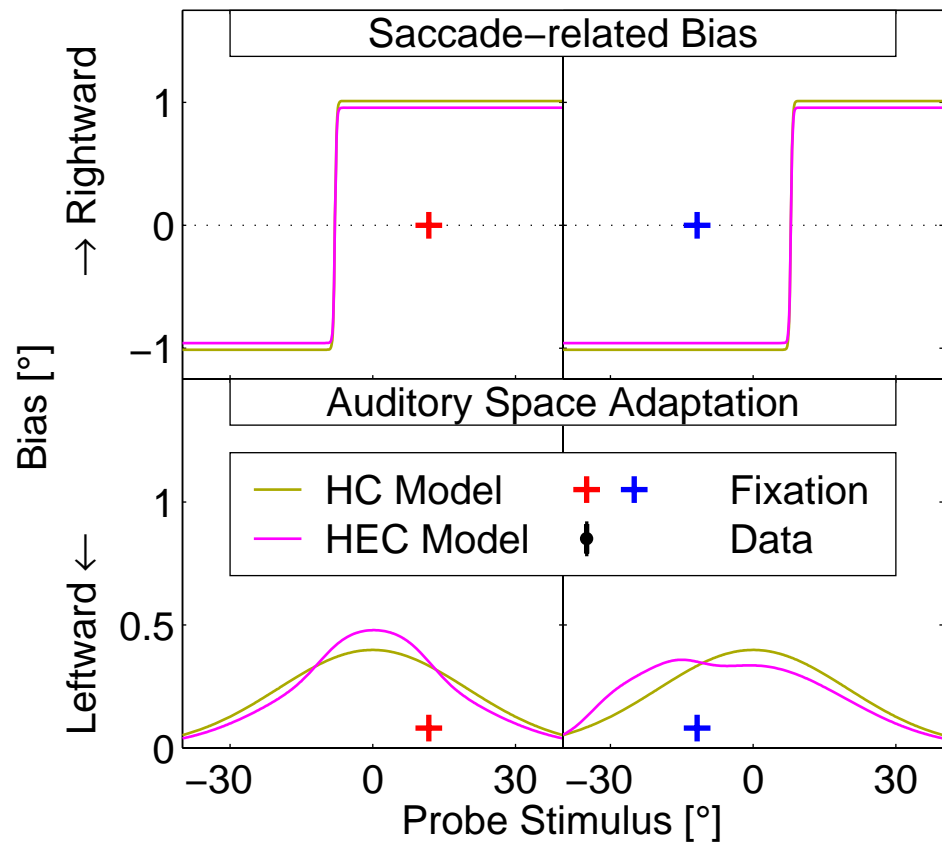 Saccade−related Bias
1
0
−1
→ Rightward
Bias [°]
Leftward ←
Auditory Space Adaptation
HC Model
Fixation
HEC Model
Data
1
0.5
0
−30
0
30
−30
0
30
Probe Stimulus [°]